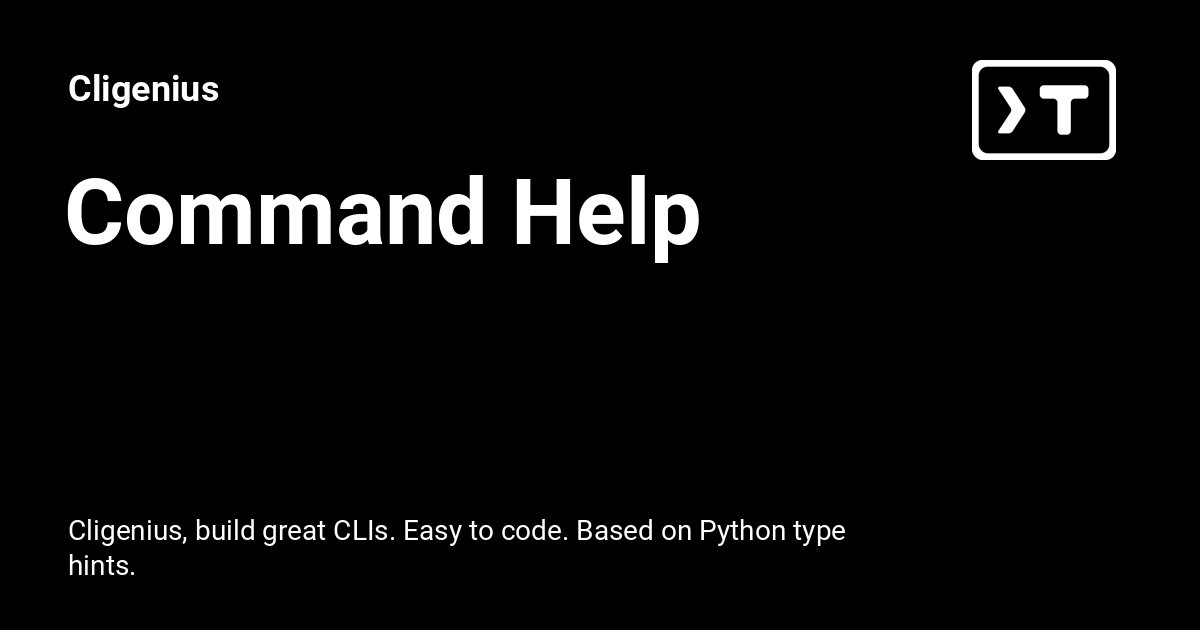 Cligenius
Command Help
Cligenius, build great CLIs. Easy to code. Based on Python type
hints.